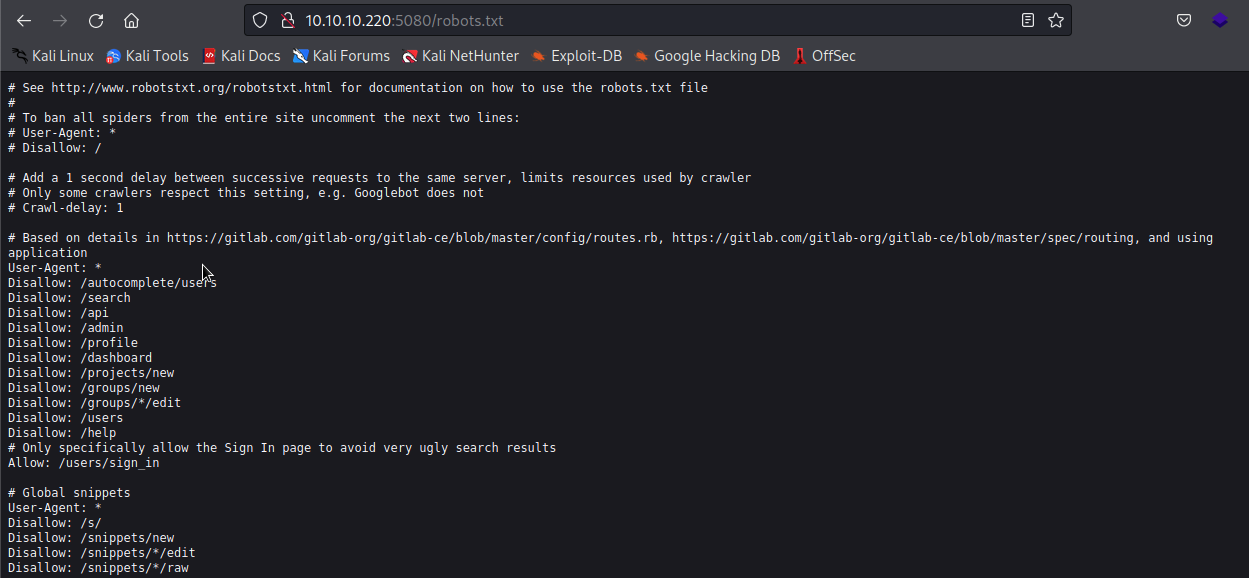 10.10.10.220:5080/robots.txt
Kali Linux Kali Tools Kali Docs Kali Forums Kali NetHunter Exploit-DB Google Hacking DB OffSec
# See http://www.robotstxt.org/robotstxt.html for documentation on how to use the robots.txt file
#
# To ban all spiders from the entire site uncomment the next two lines:
# User-Agent: *
# Disallow: /
# Add a 1 second delay between successive requests to the same server, limits resources used by crawler
# Only some crawlers respect this setting, e.g. Googlebot does not
# Crawl-delay: 1
# Based on details in https://gitlab.com/gitlab-org/gitlab-ce/blob/master/config/routes.rb, https://gitlab.com/gitlab-org/gitlab-ce/blob/master/spec/routing, and using
application
User-Agent: *
Disallow: /autocomplete/users
Disallow: /search
Disallow: /api
Disallow: /admin
Disallow: /profile
Disallow: /dashboard
Disallow: /projects/new
Disallow: /groups/new
Disallow: /groups/*/edit
Disallow: /users
Disallow: /help
# Only specifically allow the Sign In page to avoid very ugly search results
Allow: /users/sign_in
# Global snippets
User-Agent: *
Disallow: /s/
Disallow: /snippets/new
Disallow: /snippets/*/edit
Disallow: /snippets/*/raw